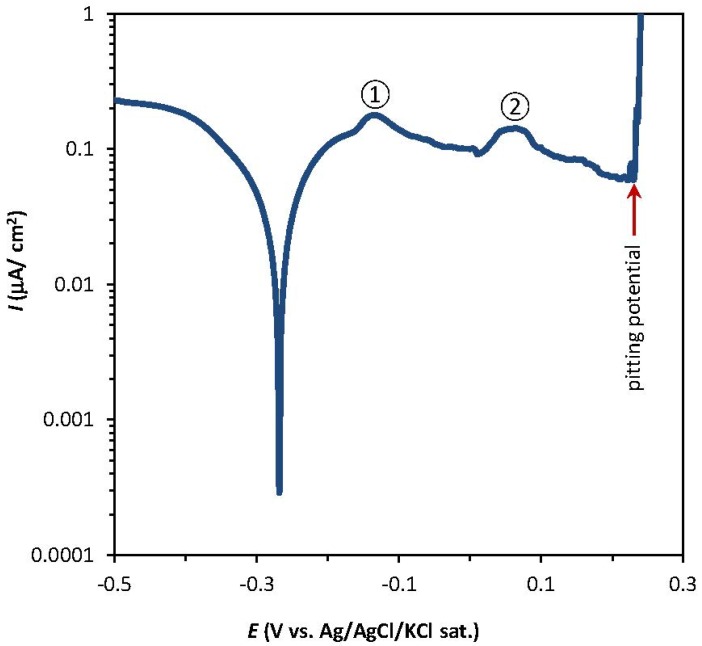 1
0.1
0.01
0.001
0.0001
I (µA/ cm²)
①
②
pitting potential
-0.5 -0.3 -0.1 0.1 0.3
E (V vs. Ag/AgCl/KCl sat.)